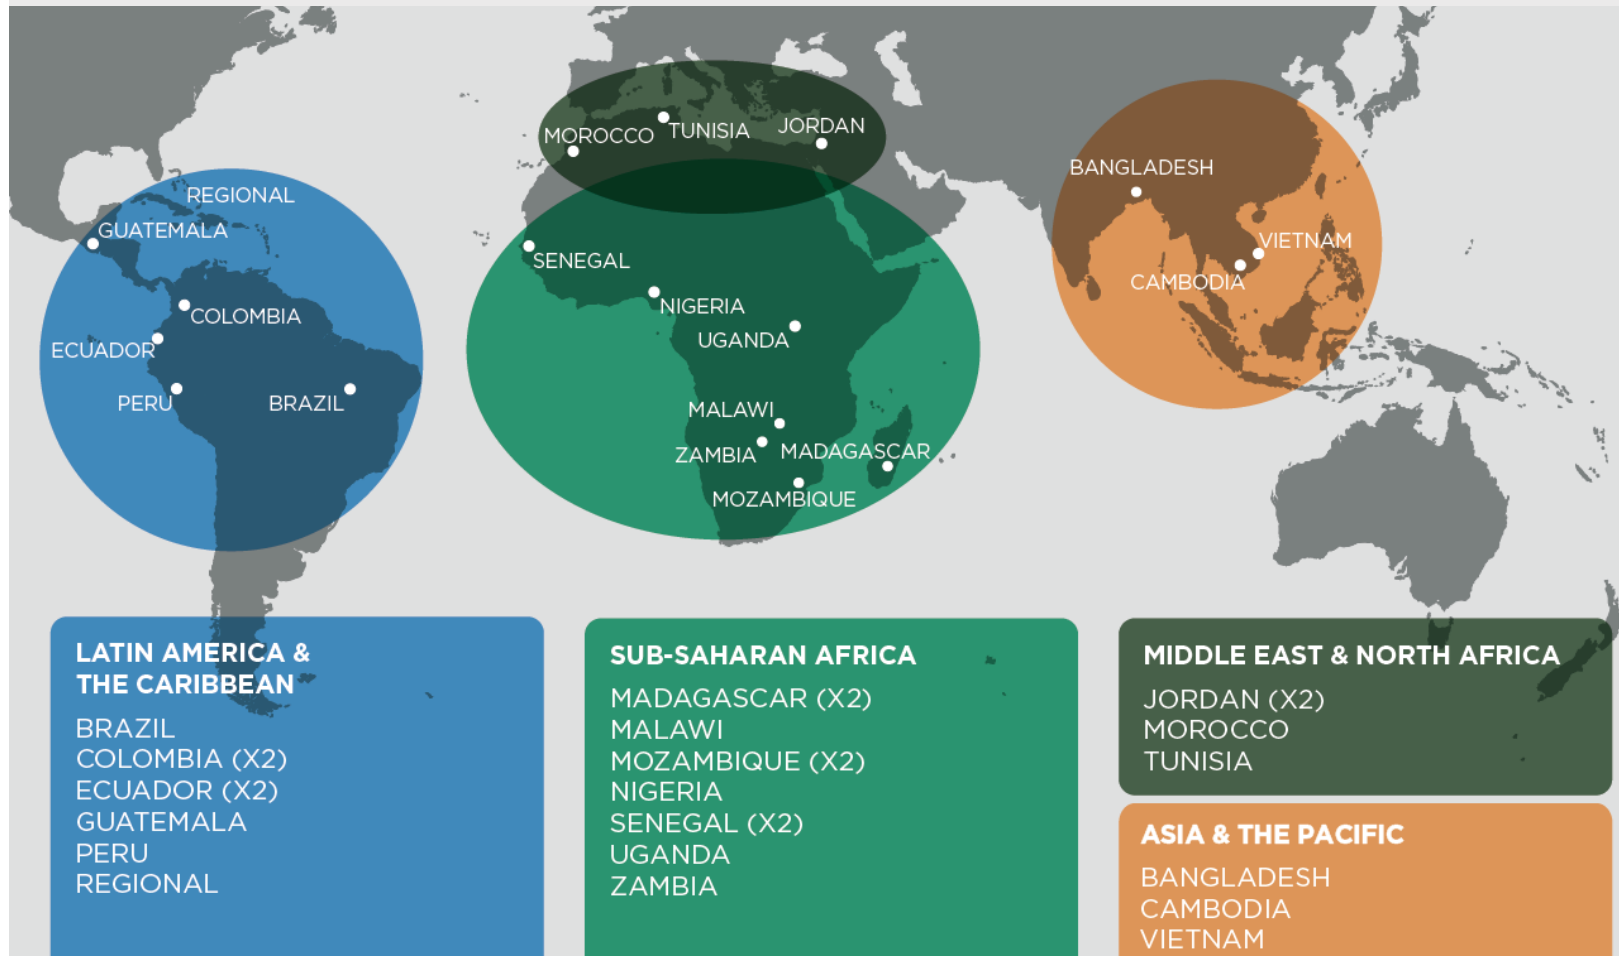 MOROCCO
TUNISIA
JORDAN
BANGLADESH
REGIONAL
GUATEMALA
VIETNAM
SENEGAL
CAMBODIA
NIGERIA
COLOMBIA
UGANDA
ECUADOR
PERU
BRAZIL
MALAWI
ZAMBIA
MADAGASCAR
MOZAMBIQUE
LATIN AMERICA &
THE CARIBBEAN
BRAZIL
COLOMBIA (X2)
ECUADOR (X2)
GUATEMALA
PERU
REGIONAL
SUB-SAHARAN AFRICA
MADAGASCAR (X2)
MALAWI
MOZAMBIQUE (X2)
NIGERIA
SENEGAL (X2)
UGANDA
ZAMBIA
MIDDLE EAST & NORTH AFRICA
JORDAN (X2)
MOROCCO
TUNISIA
ASIA & THE PACIFIC
BANGLADESH
CAMBODIA
VIETNAM